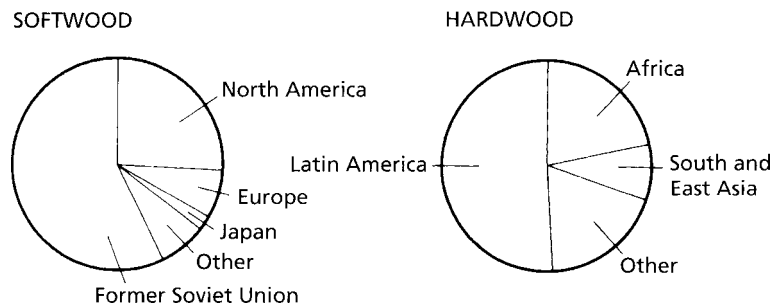 SOFTWOOD
North America
Europe
Japan
Other
Former Soviet Union
HARDWOOD
Africa
Latin America
South and
East Asia
Other